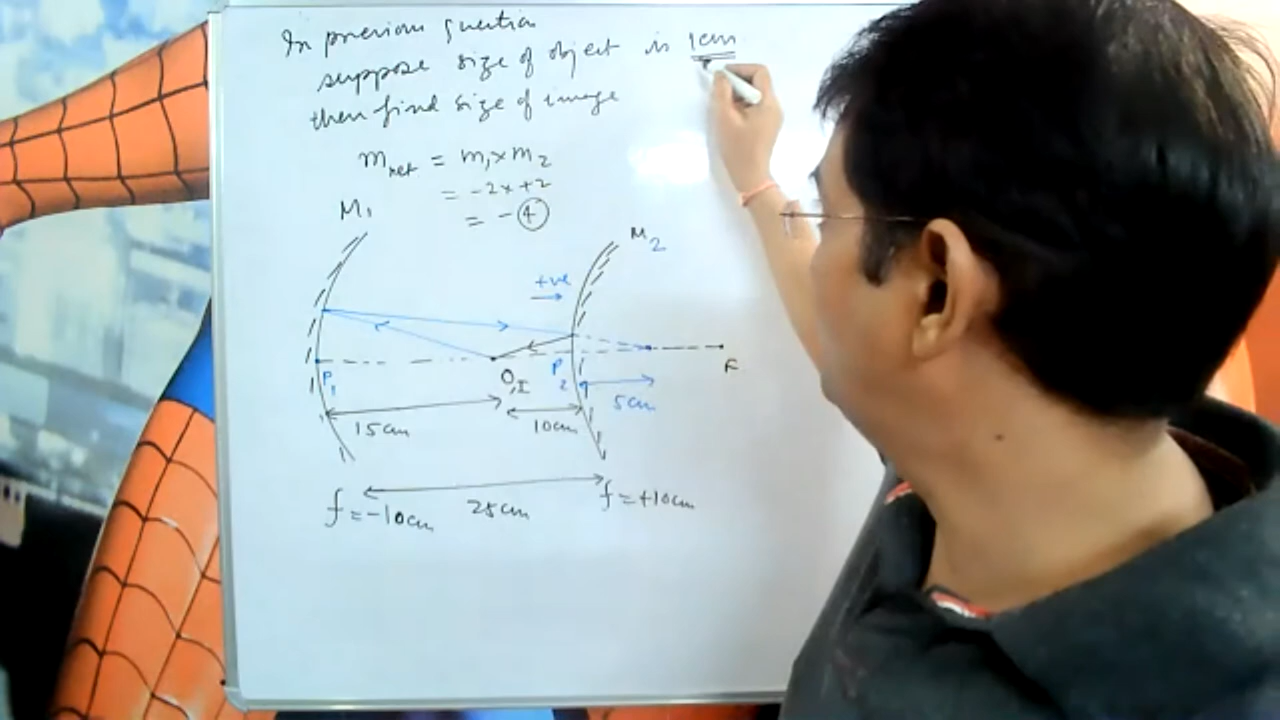 In previous question
suppose size of object is 1cm
then find size of image
m_net = m₁×m₂
= -2×+2
= -4
M₁
M₂
+ve
P₁
O,I
P₂
F
5cm
15cm
10cm
25cm
f=-10cm
f=+10cm